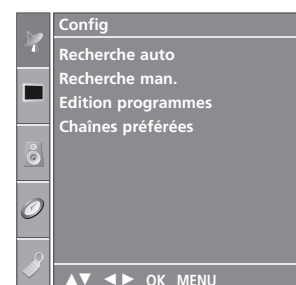 Config
Recherche auto
Recherche man.
Edition programmes
Chaînes préférées
▲▼ ◄► OK MENU